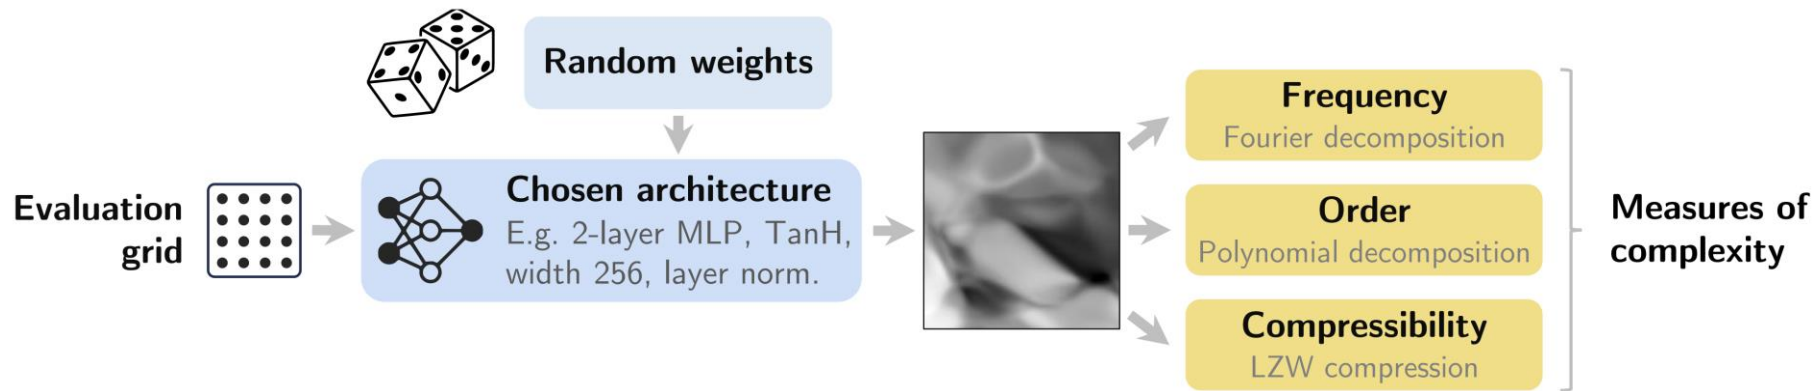 Random weights
Evaluation
grid
Chosen architecture
E.g. 2-layer MLP, TanH,
width 256, layer norm.
Frequency
Fourier decomposition
Order
Polynomial decomposition
Compressibility
LZW compression
Measures of
complexity